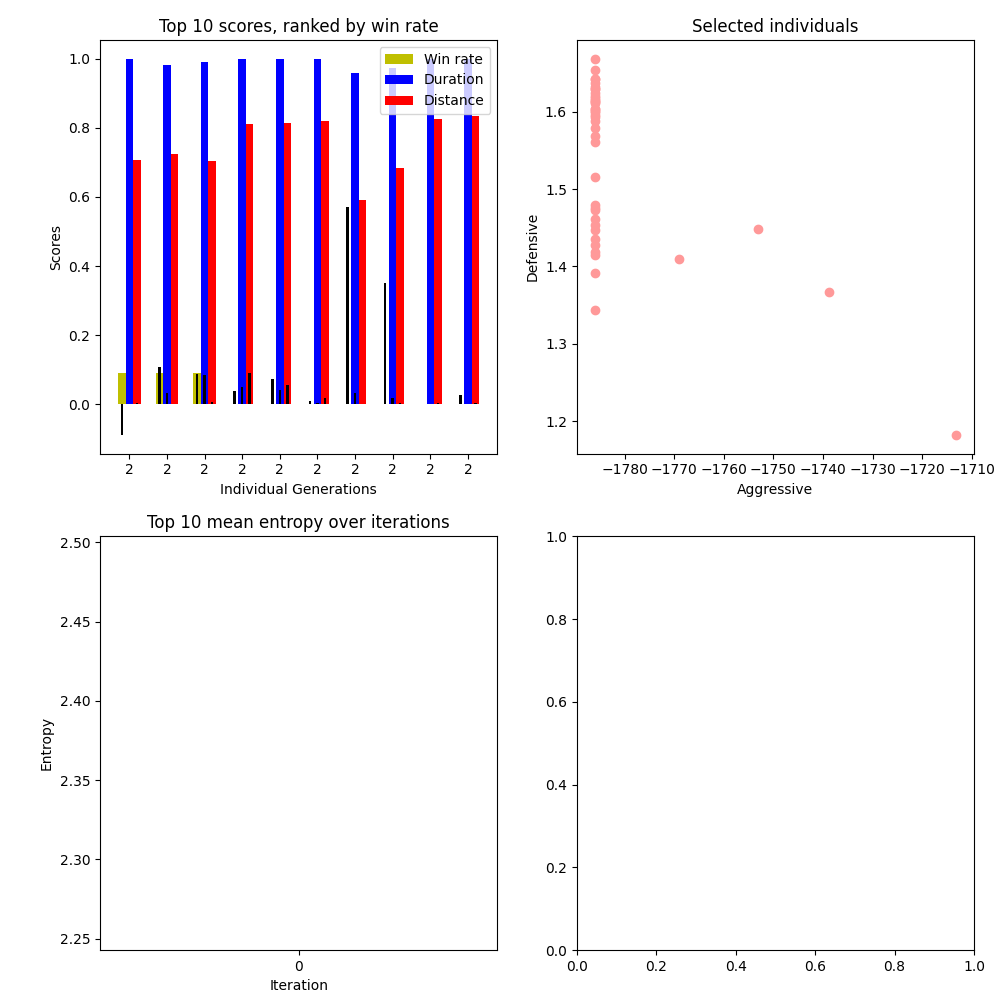 Top 10 scores, ranked by win rate
1.0
0.8
0.6
0.4
0.2
0.0
Scores
Win rate
Duration
Distance
2 2 2 2 2 2 2 2 2 2
Individual Generations
Selected individuals
1.6
1.5
1.4
1.3
1.2
Defensive
−1780 −1770 −1760 −1750 −1740 −1730 −1720 −1710
Aggressive
Top 10 mean entropy over iterations
2.50
2.45
2.40
2.35
2.30
2.25
Entropy
0
Iteration
1.0
0.8
0.6
0.4
0.2
0.0
0.0 0.2 0.4 0.6 0.8 1.0